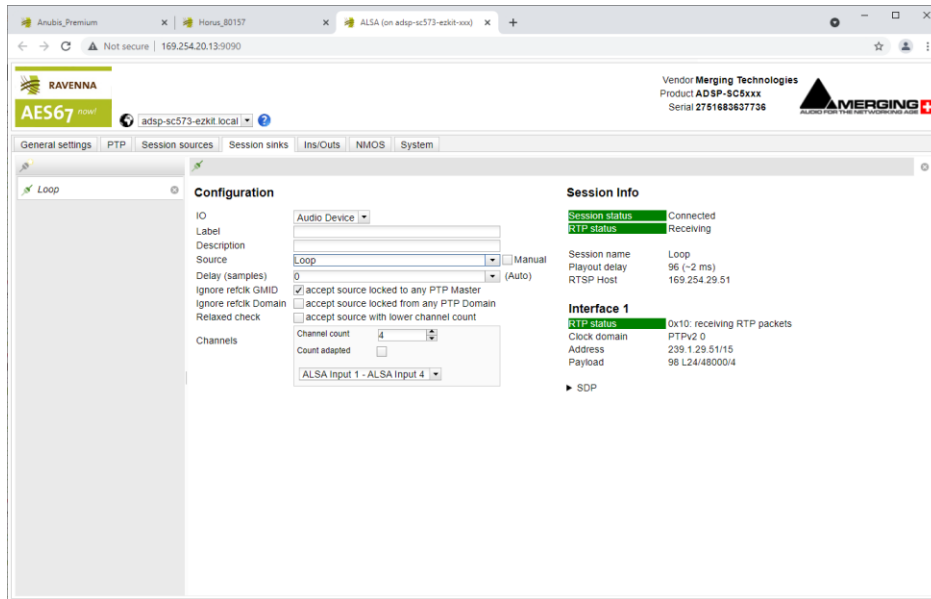 Anubis_Premium
Horus_80157
ALSA (on adsp-sc573-ezkit-xxx)
Not secure
169.254.20.13:9090
RAVENNA
AES67 now!
adsp-sc573-ezkit.local
Vendor Merging Technologies
Product ADSP-SC5xxx
Serial 2751683637736
MERGING
AUDIO FOR THE NETWORKING AGE
General settings PTP Session sources Session sinks Ins/Outs NMOS System
Loop
Configuration
IO Audio Device
Label
Description
Source Loop Manual
Delay (samples) 0 (Auto)
Ignore refclk GMID accept source locked to any PTP Master
Ignore refclk Domain accept source locked from any PTP Domain
Relaxed check accept source with lower channel count
Channels
Channel count 4
Count adapted
ALSA Input 1 - ALSA Input 4
Session Info
Session status Connected
RTP status Receiving
Session name Loop
Playout delay 96 (~2 ms)
RTSP Host 169.254.29.51
Interface 1
RTP status 0x10: receiving RTP packets
Clock domain PTPv2 0
Address 239.1.29.51/15
Payload 98 L24/48000/4
SDP